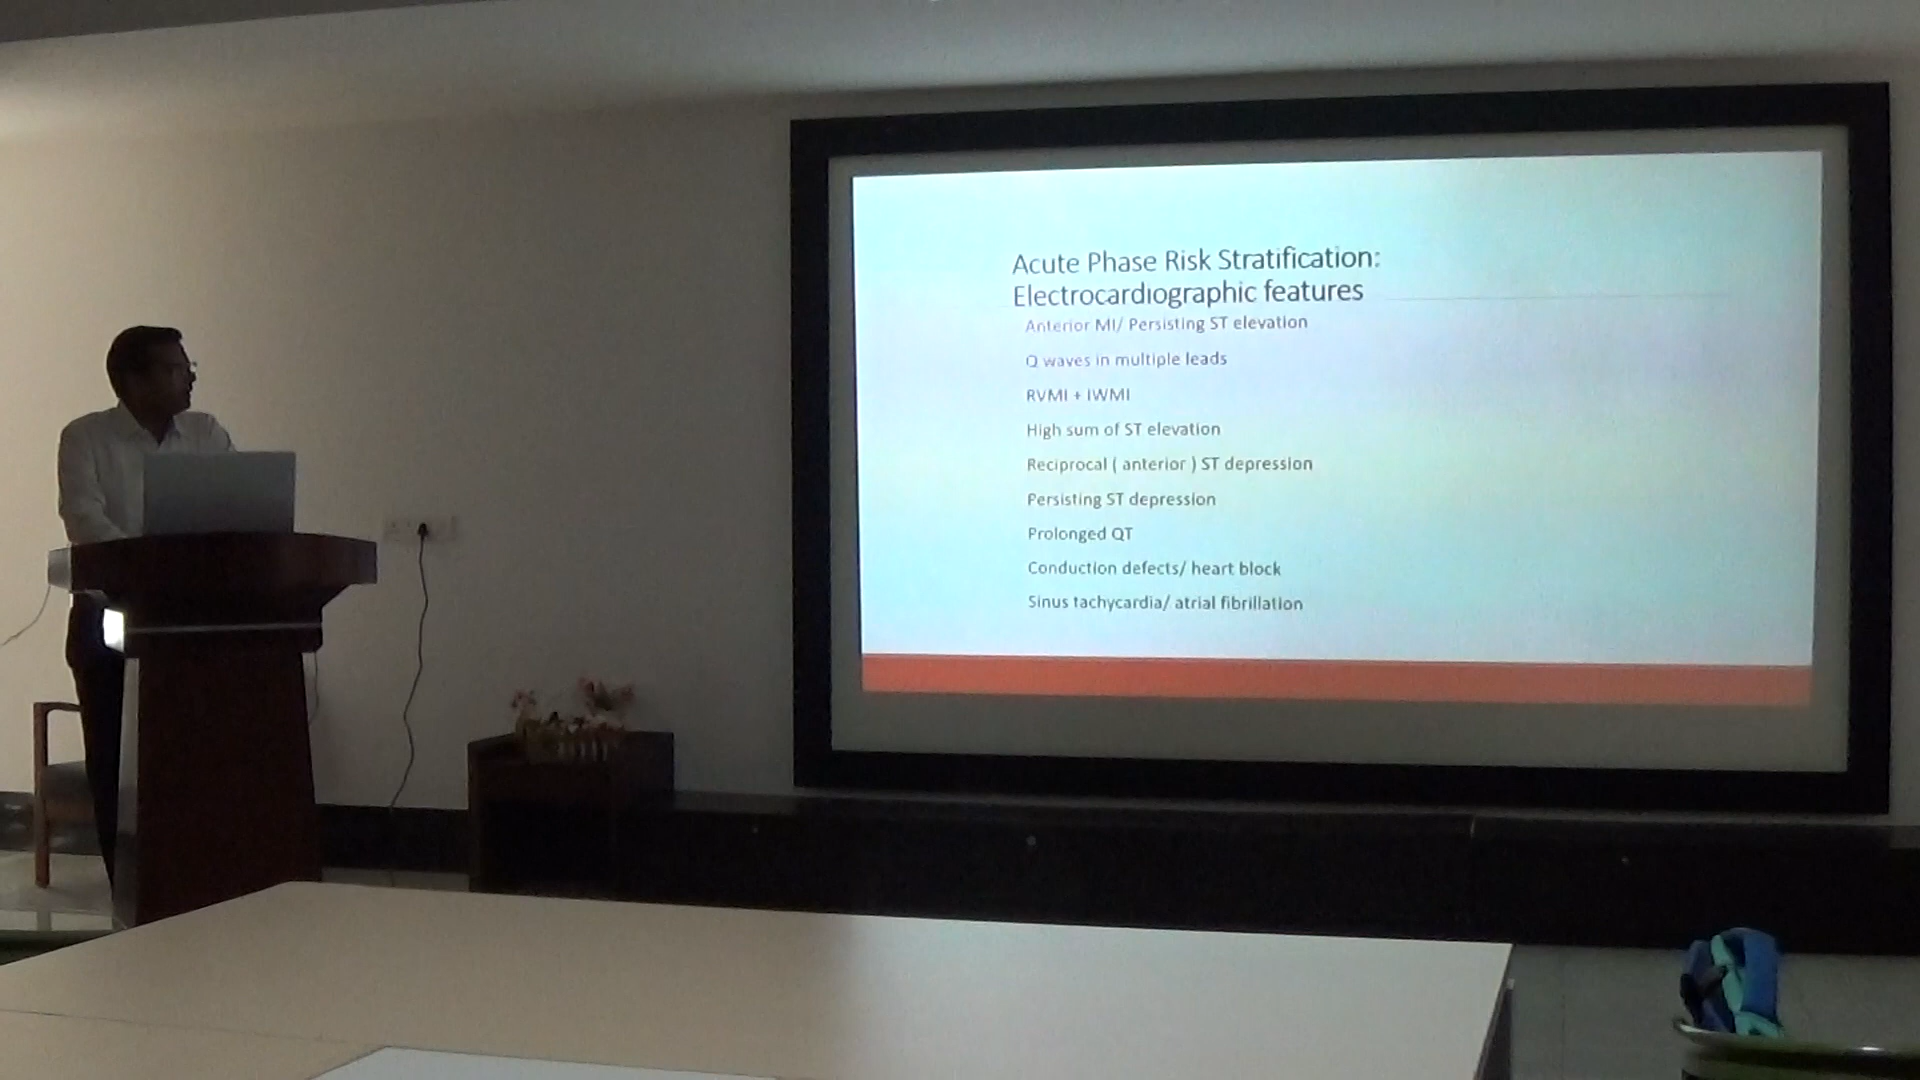 Acute Phase Risk Stratification:
Electrocardiographic features
Anterior MI/ Persisting ST elevation
Q waves in multiple leads
RVMI + IWMI
High sum of ST elevation
Reciprocal ( anterior ) ST depression
Persisting ST depression
Prolonged QT
Conduction defects/ heart block
Sinus tachycardia/ atrial fibrillation